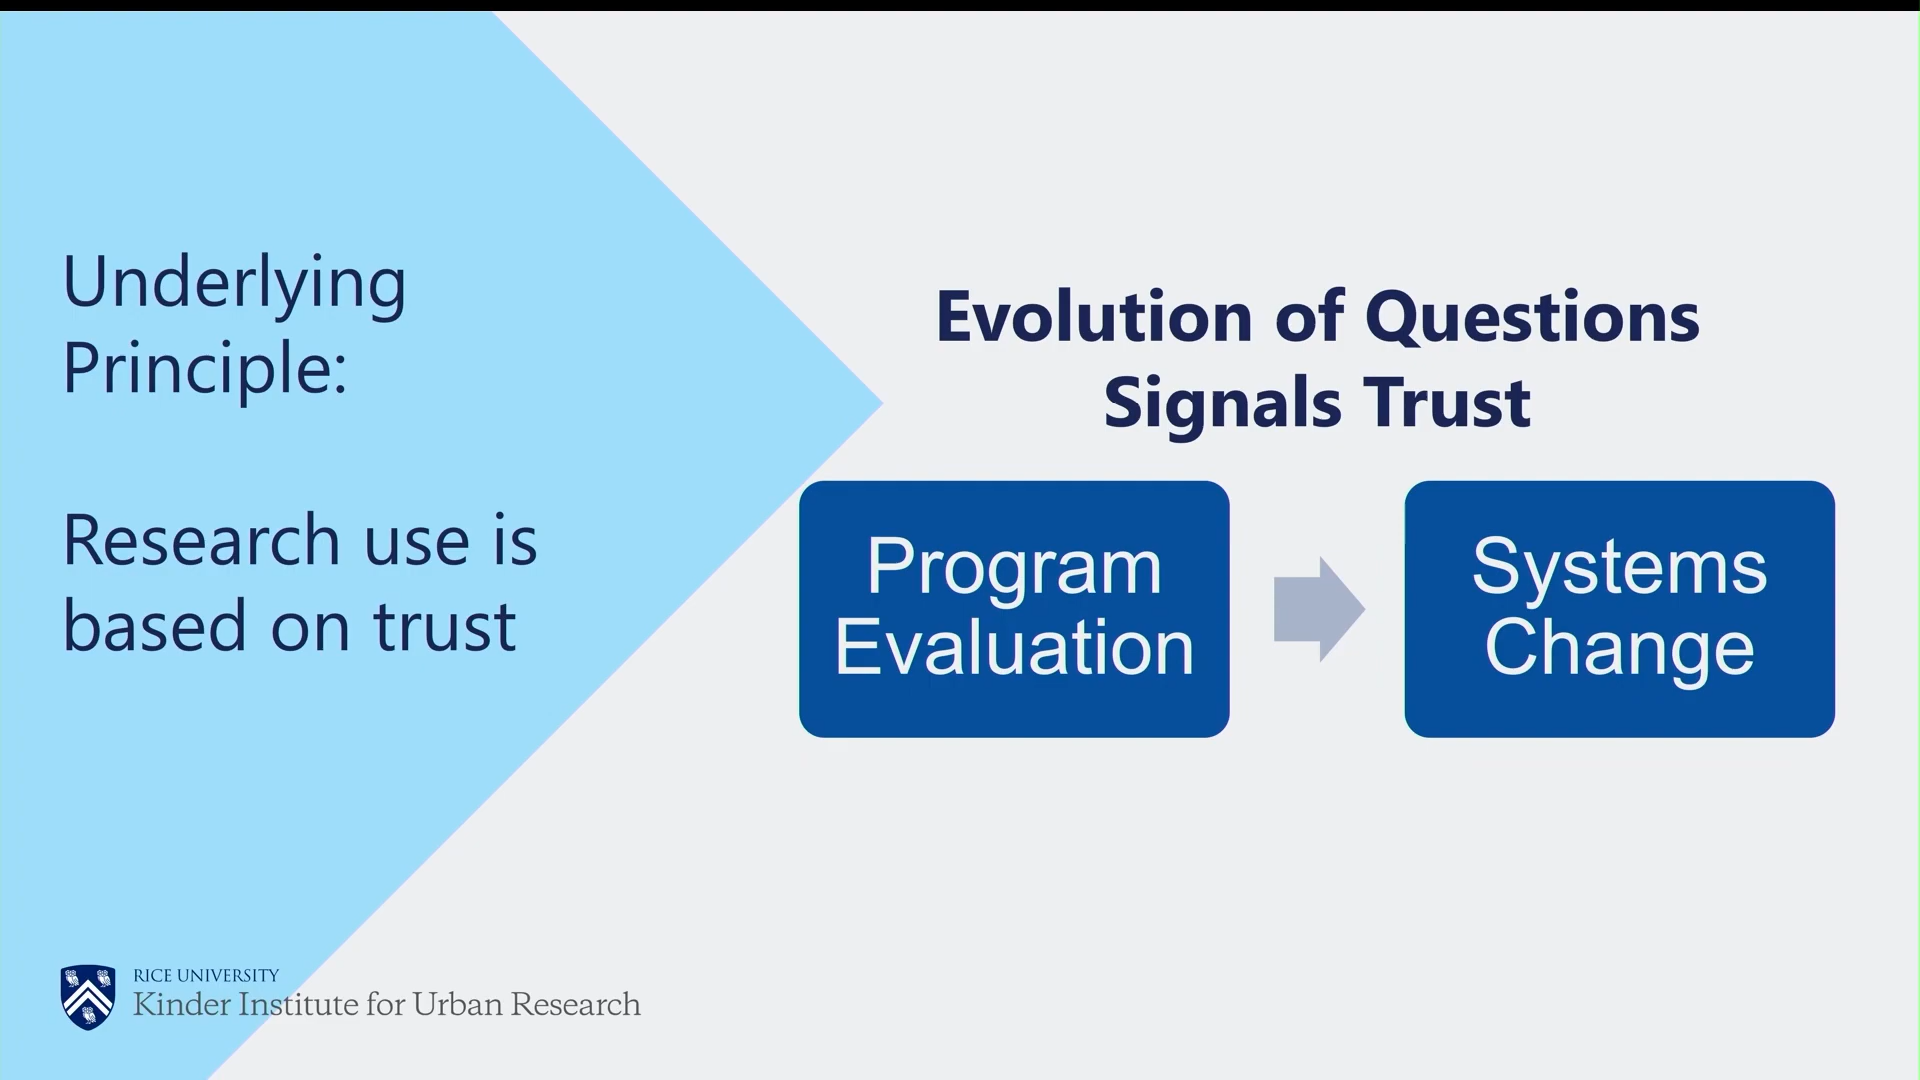 Underlying
Principle:
Research use is
based on trust
Evolution of Questions
Signals Trust
Program
Evaluation
Systems
Change
RICE UNIVERSITY
Kinder Institute for Urban Research